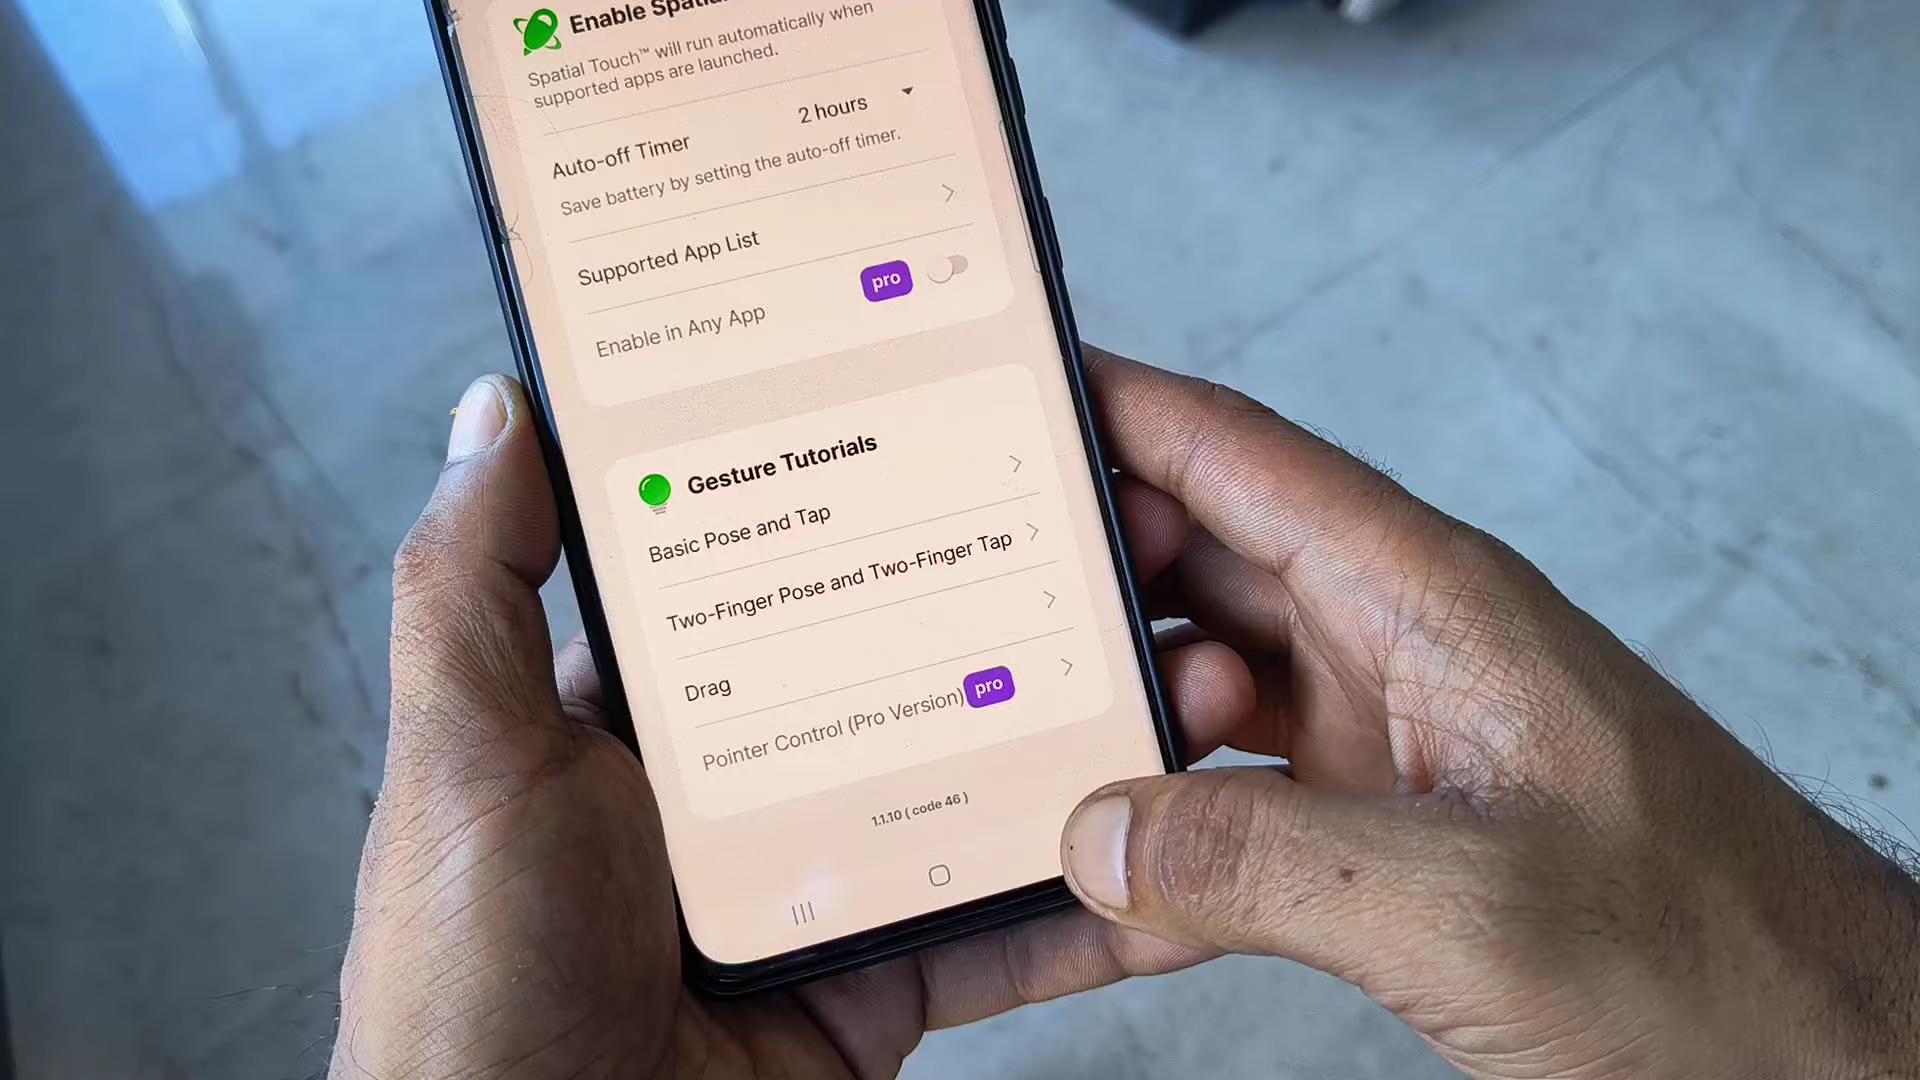 Enable Spatial
Spatial Touch™ will run automatically when
supported apps are launched.
Auto-off Timer
2 hours
Save battery by setting the auto-off timer.
Supported App List
Enable in Any App
pro
Gesture Tutorials
Basic Pose and Tap
Two-Finger Pose and Two-Finger Tap
Drag
Pointer Control (Pro Version)
pro
1.1.10 ( code 46 )